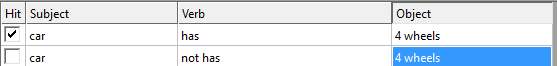 Hit Subject Verb Object
car has 4 wheels
car not has 4 wheels